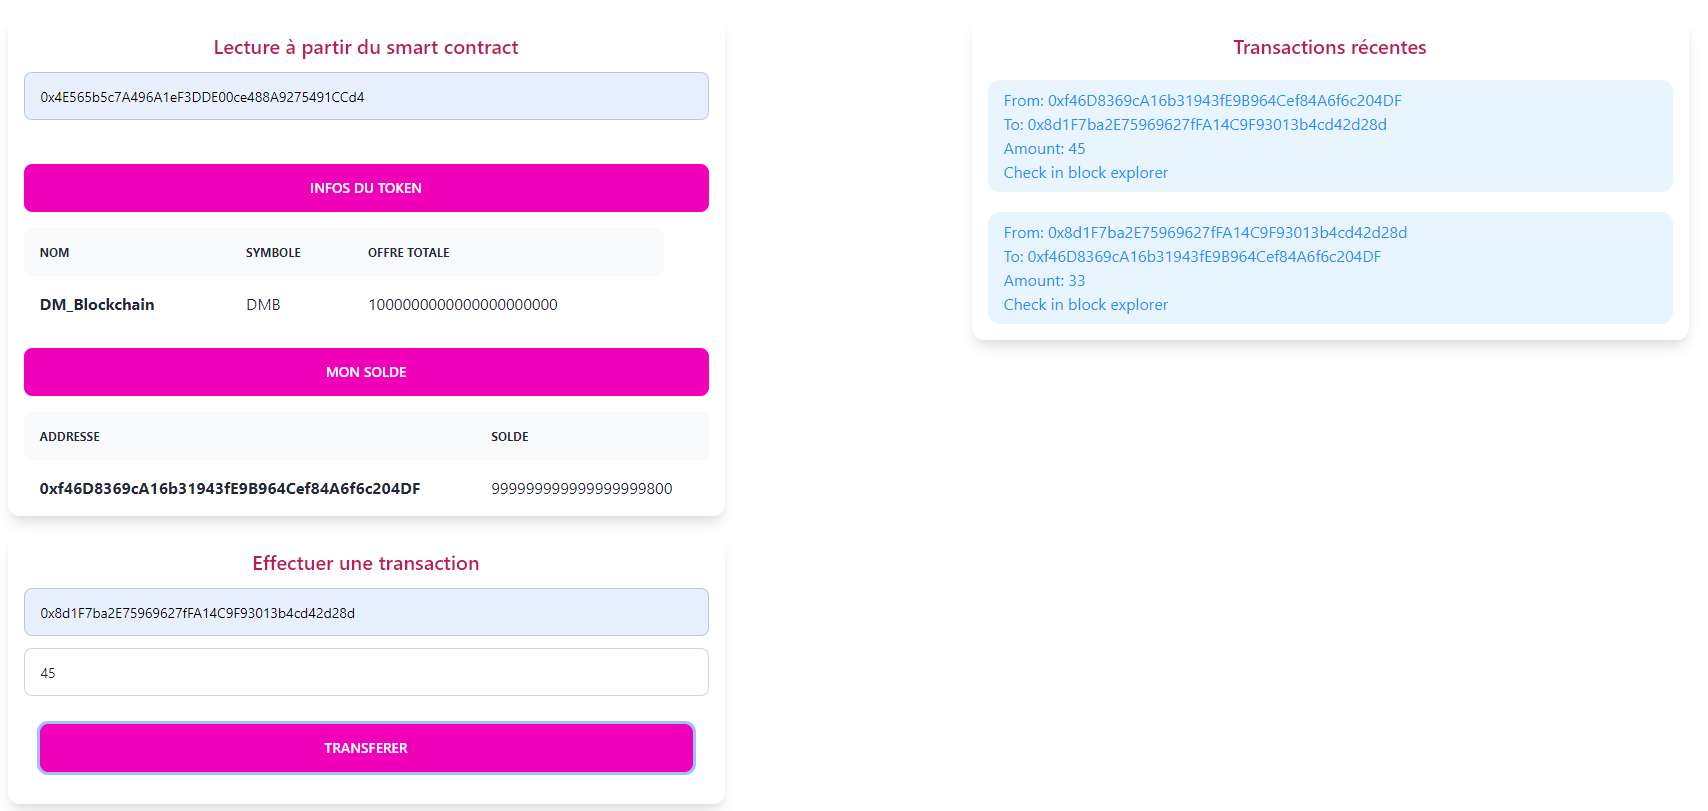 Lecture à partir du smart contract
0x4E565b5c7A496A1eF3DDE00ce488A9275491CCd4
INFOS DU TOKEN
NOM SYMBOLE OFFRE TOTALE
DM_Blockchain DMB 1000000000000000000000
MON SOLDE
ADDRESSE SOLDE
0xf46D8369cA16b31943fE9B964Cef84A6f6c204DF 999999999999999999800
Effectuer une transaction
0x8d1F7ba2E75969627fFA14C9F93013b4cd42d28d
45
TRANSFERER
Transactions récentes
From: 0xf46D8369cA16b31943fE9B964Cef84A6f6c204DF
To: 0x8d1F7ba2E75969627fFA14C9F93013b4cd42d28d
Amount: 45
Check in block explorer
From: 0x8d1F7ba2E75969627fFA14C9F93013b4cd42d28d
To: 0xf46D8369cA16b31943fE9B964Cef84A6f6c204DF
Amount: 33
Check in block explorer